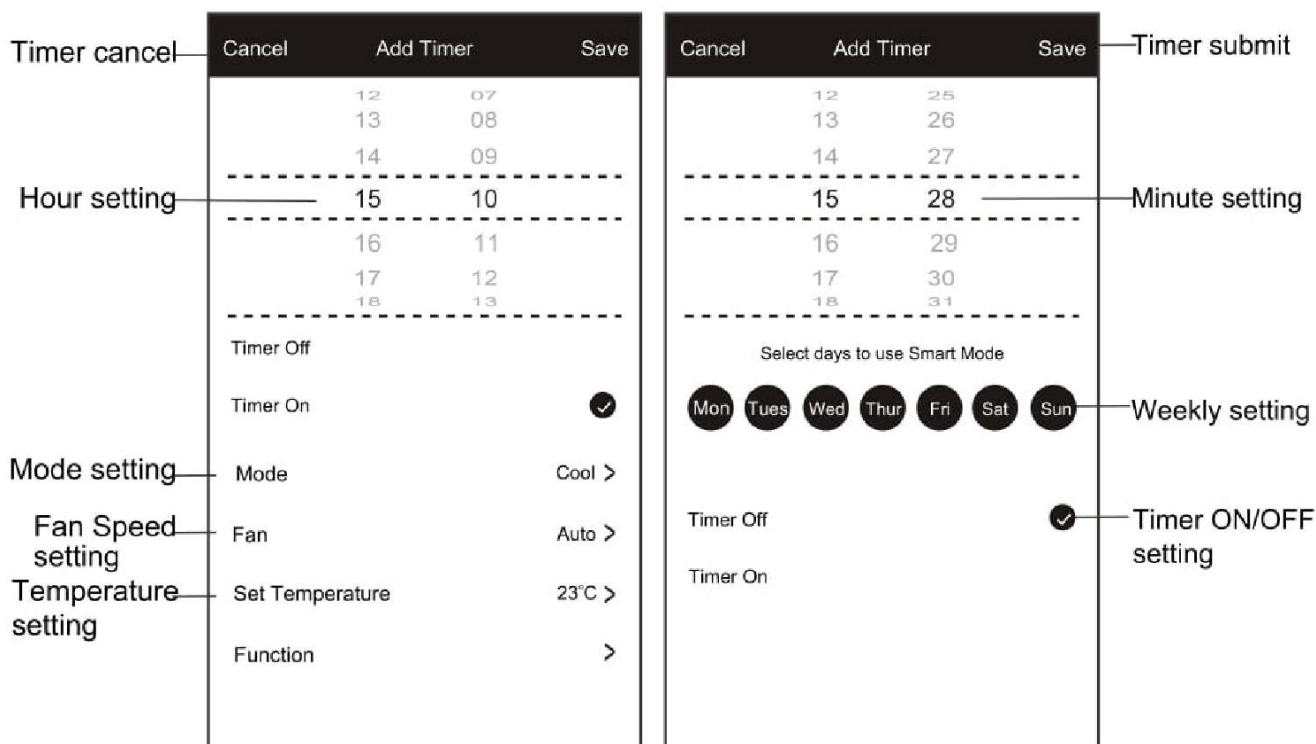 Timer cancel
Cancel Add Timer Save
12 07
13 08
14 09
Hour setting
15 10
16 11
17 12
18 13
Timer Off
Timer On
Mode setting
Mode Cool >
Fan Speed
setting
Fan Auto >
Temperature
setting
Set Temperature 23°C >
Function >
Cancel Add Timer Save
Timer submit
12 25
13 26
14 27
15 28
Minute setting
16 29
17 30
18 31
Select days to use Smart Mode
Mon Tues Wed Thur Fri Sat Sun
Weekly setting
Timer Off
Timer ON/OFF
setting
Timer On